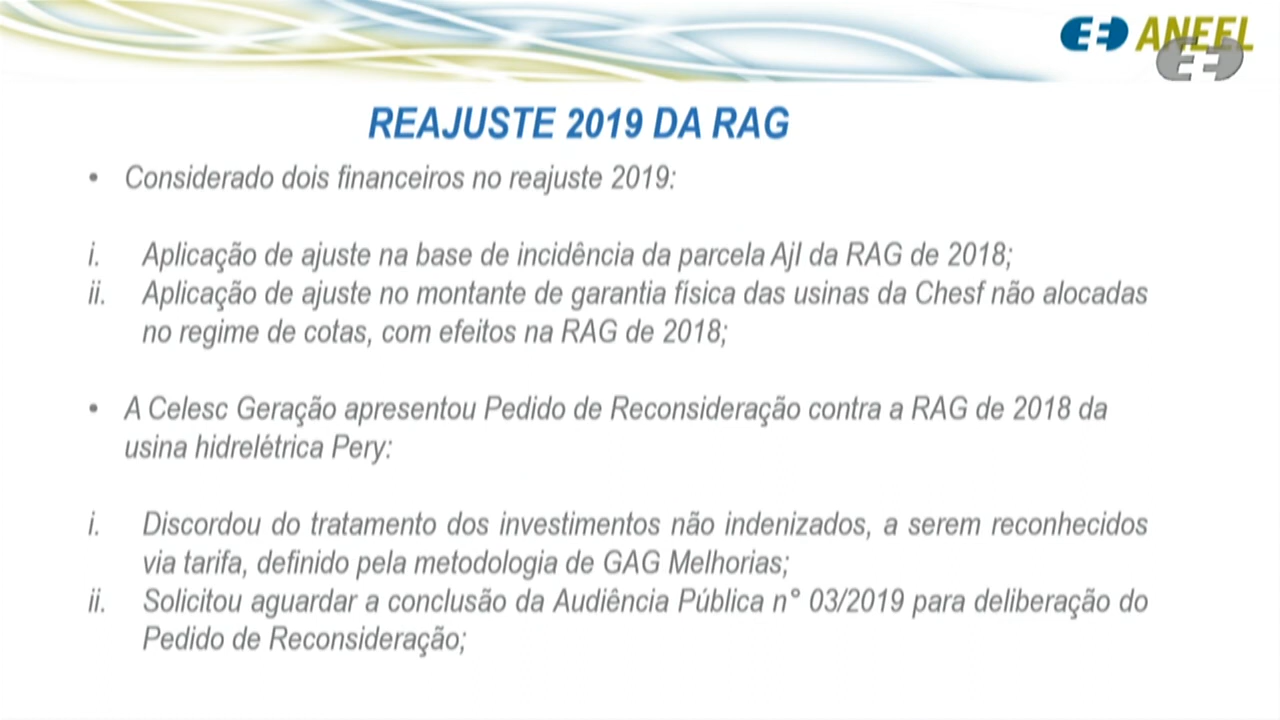 ANEEL
REAJUSTE 2019 DA RAG
• Considerado dois financeiros no reajuste 2019:
i. Aplicação de ajuste na base de incidência da parcela AjI da RAG de 2018;
ii. Aplicação de ajuste no montante de garantia física das usinas da Chesf não alocadas
no regime de cotas, com efeitos na RAG de 2018;
• A Celesc Geração apresentou Pedido de Reconsideração contra a RAG de 2018 da
usina hidrelétrica Pery:
i. Discordou do tratamento dos investimentos não indenizados, a serem reconhecidos
via tarifa, definido pela metodologia de GAG Melhorias;
ii. Solicitou aguardar a conclusão da Audiência Pública n° 03/2019 para deliberação do
Pedido de Reconsideração;